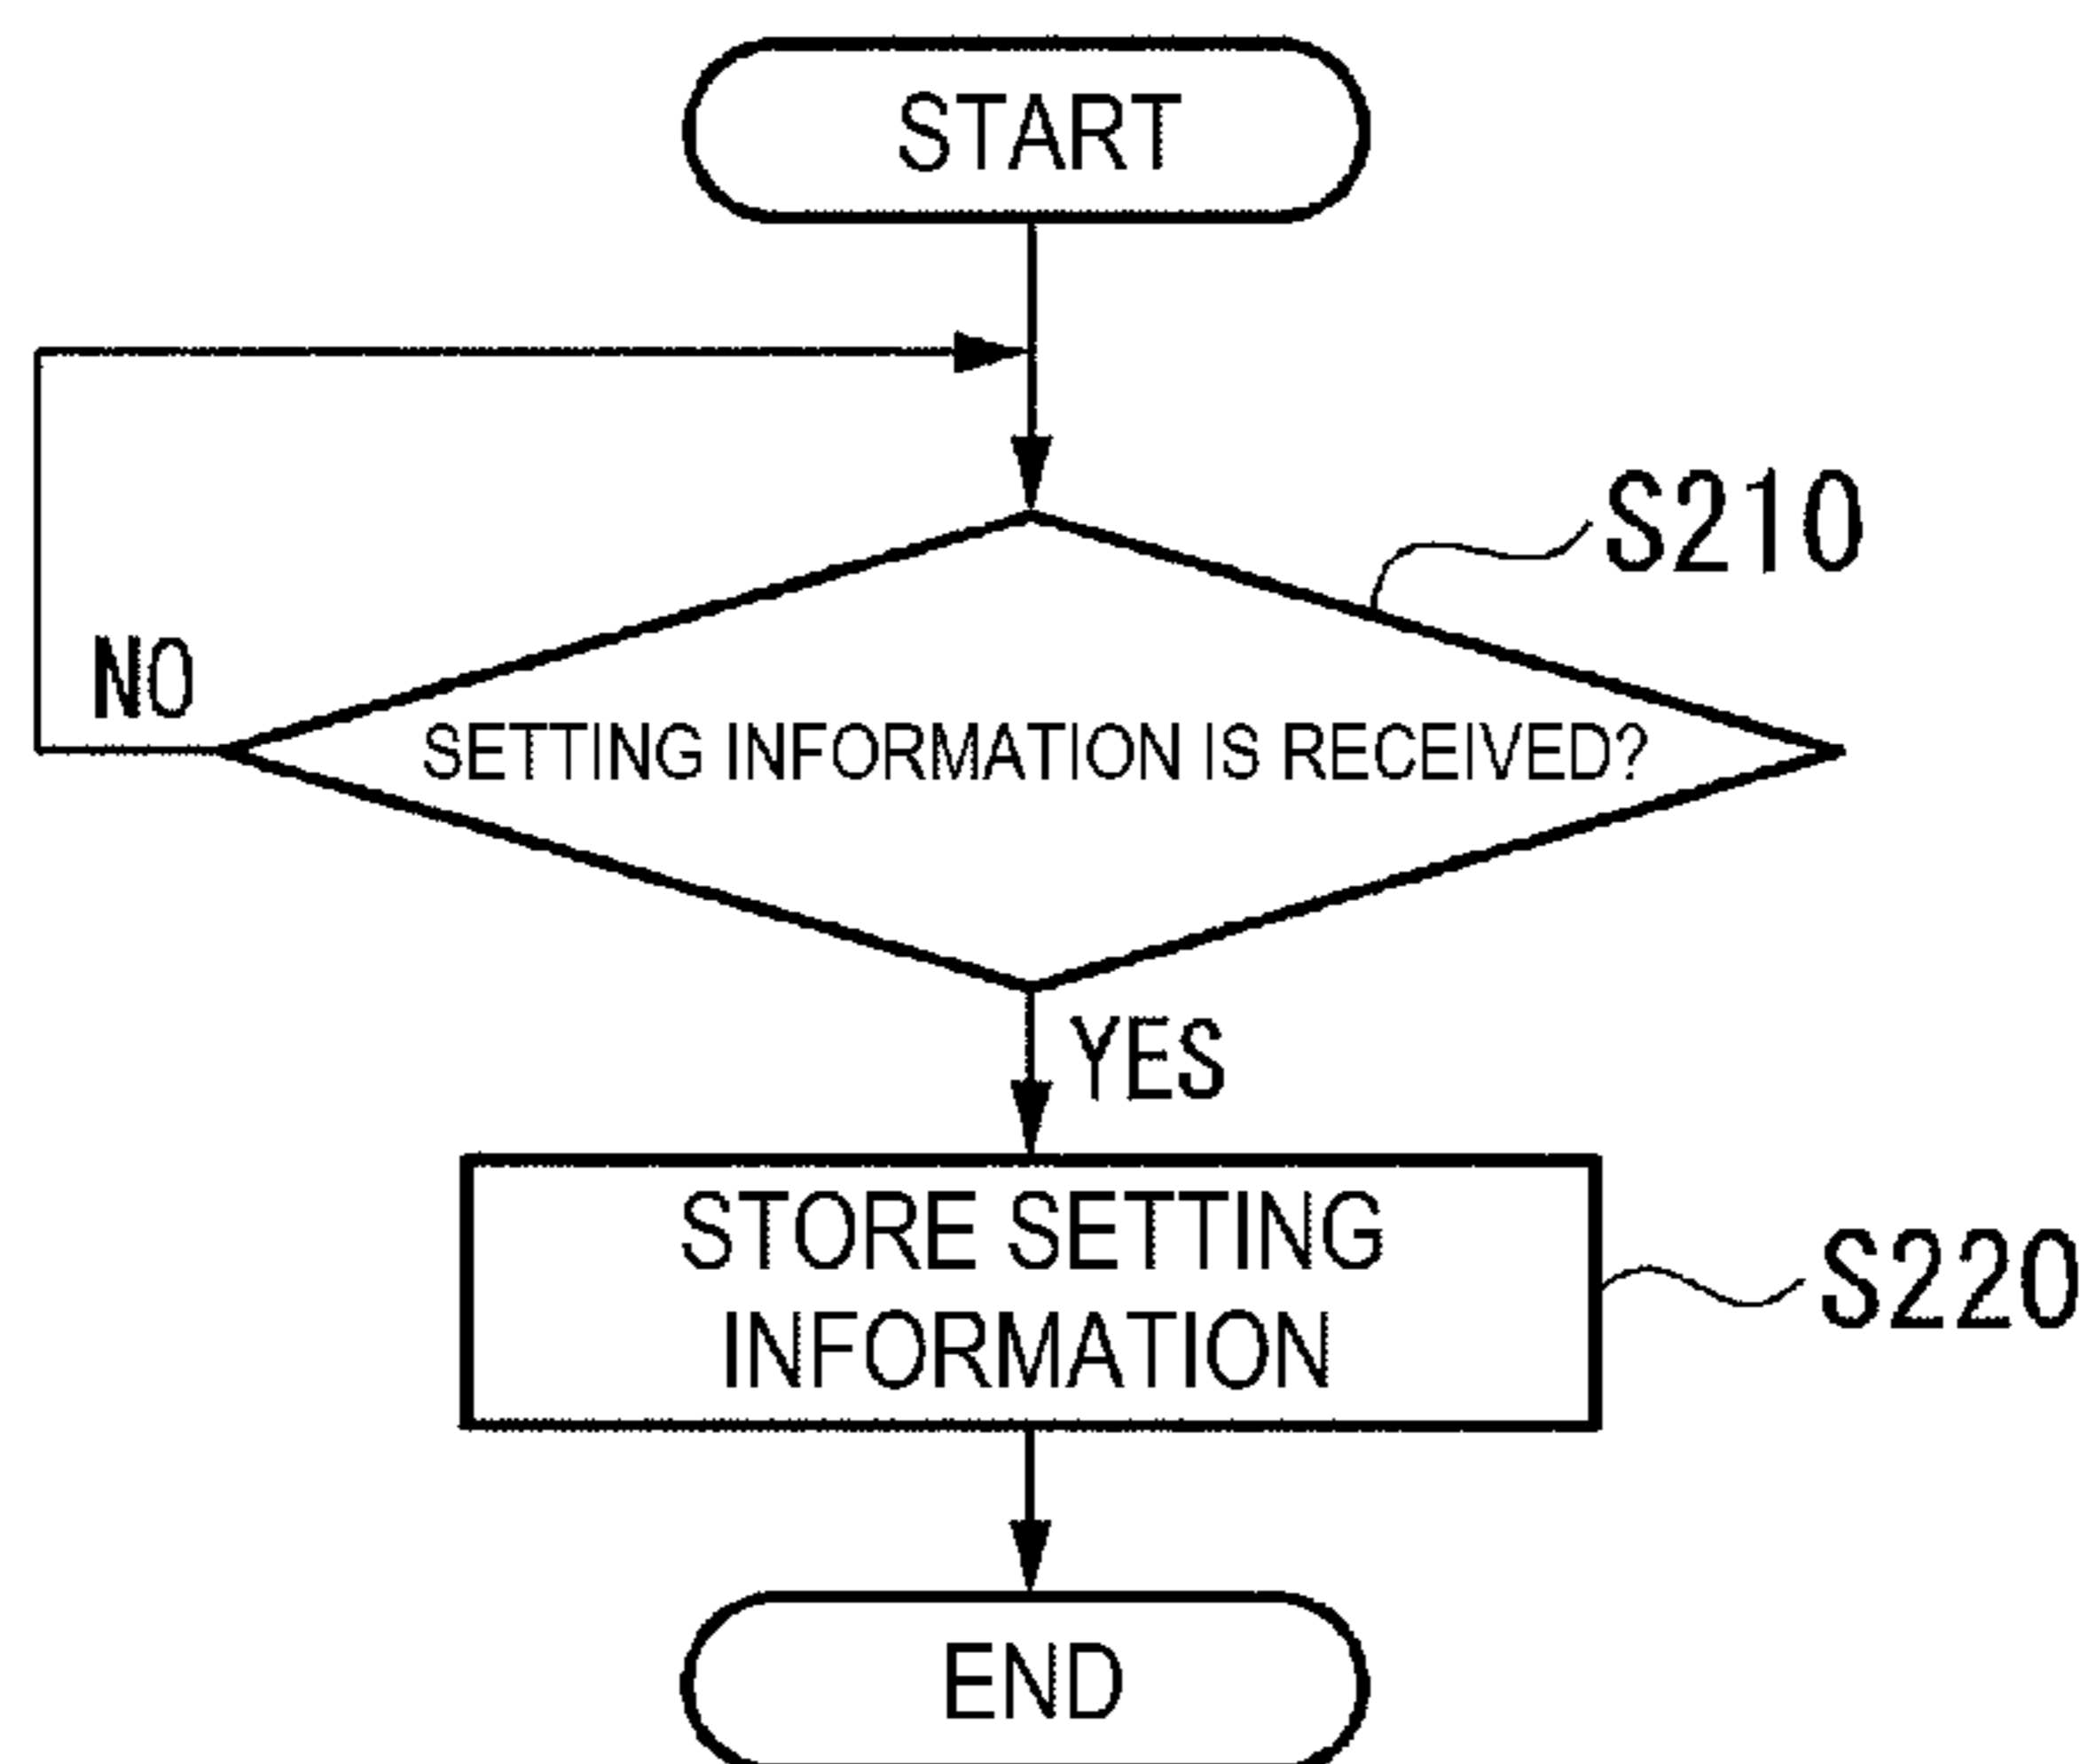 START
S210
NO
SETTING INFORMATION IS RECEIVED?
YES
STORE SETTING
INFORMATION
S220
END